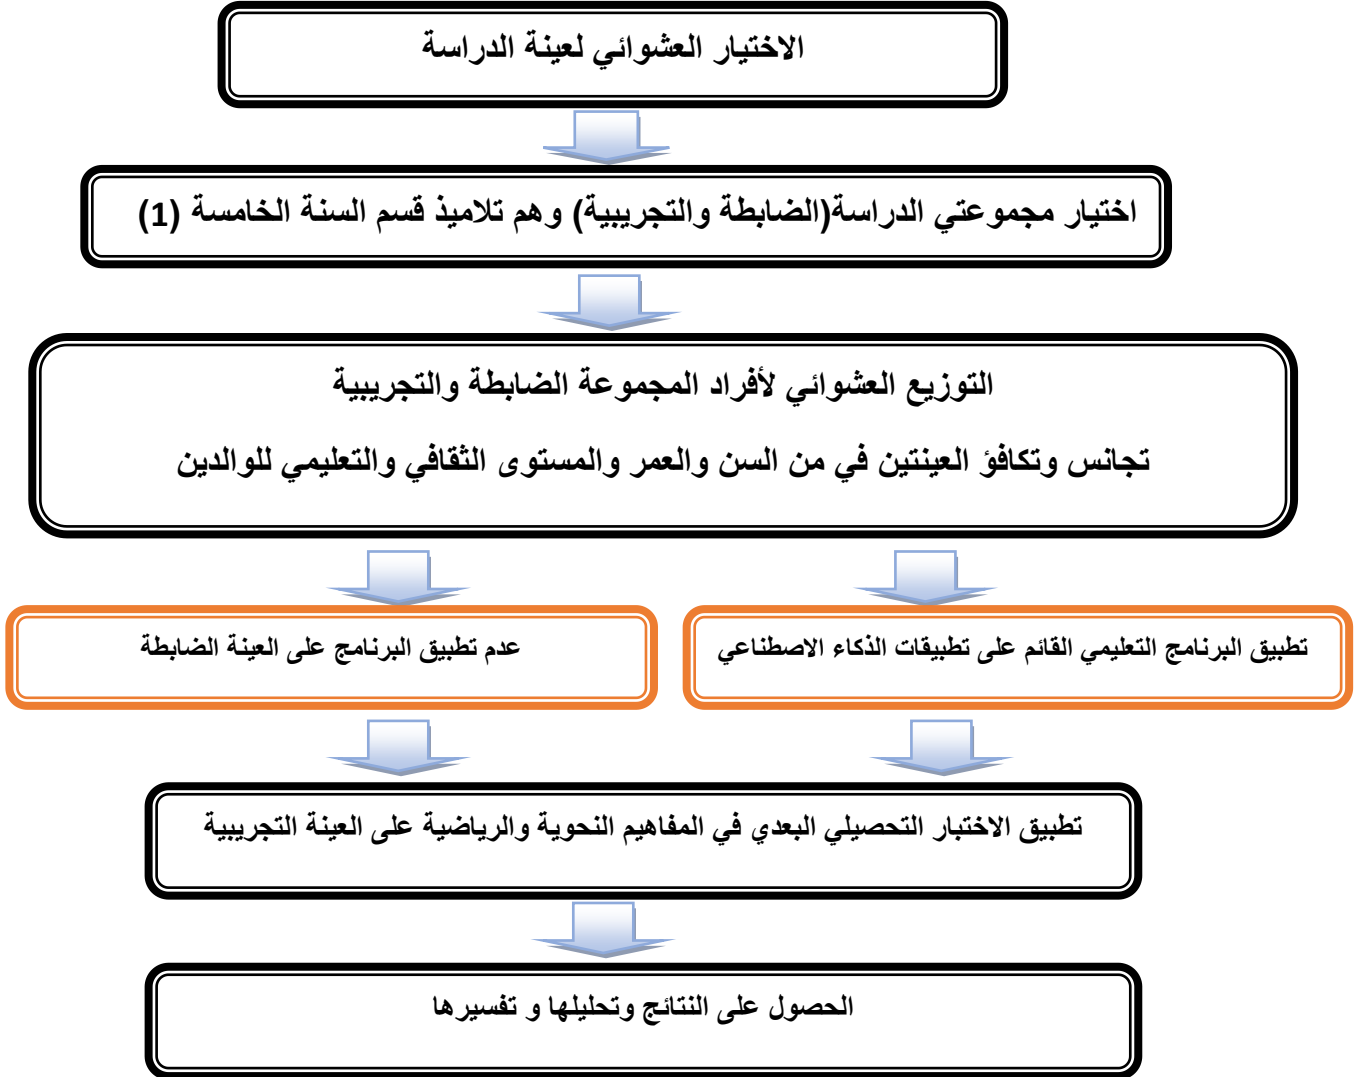 الاختيار العشوائي لعينة الدراسة
اختيار مجموعتي الدراسة(الضابطة والتجريبية) وهم تلاميذ قسم السنة الخامسة (1)
التوزيع العشوائي لأفراد المجموعة الضابطة والتجريبية
تجانس وتكافؤ العينتين في من السن والعمر والمستوى الثقافي والتعليمي للوالدين
تطبيق البرنامج التعليمي القائم على تطبيقات الذكاء الاصطناعي
عدم تطبيق البرنامج على العينة الضابطة
تطبيق الاختبار التحصيلي البعدي في المفاهيم النحوية والرياضية على العينة التجريبية
الحصول على النتائج وتحليلها و تفسيرها